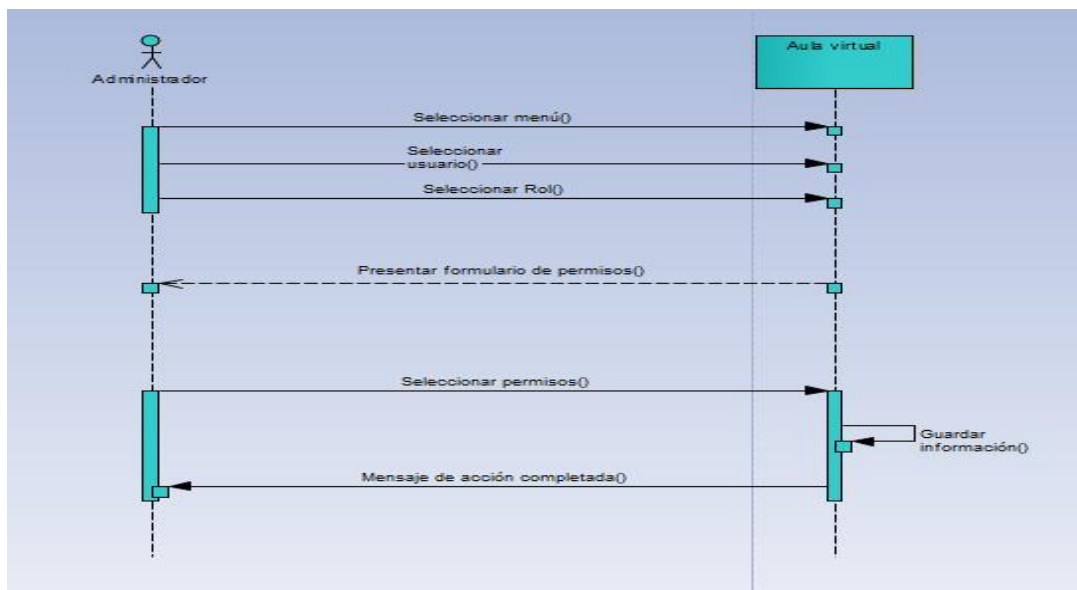 Administrador
Aula virtual
Seleccionar menú()
Seleccionar
usuario()
Seleccionar Rol()
Presentar formulario de permisos()
Seleccionar permisos()
Guardar
información()
Mensaje de acción completada()